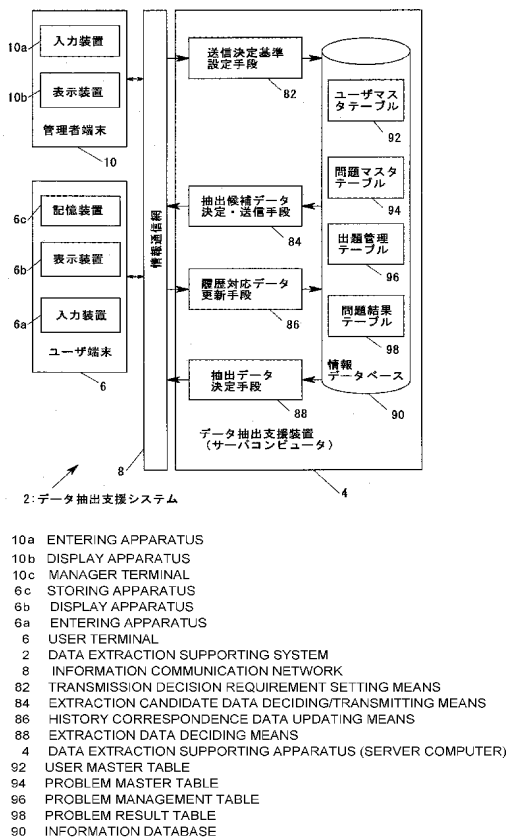 10a
入力装置
10b
表示装置
管理者端末
10
6c
記憶装置
6b
表示装置
6a
入力装置
ユーザ端末
6
情報通信網
8
送信決定基準
設定手段
82
抽出候補データ
決定・送信手段
84
履歴対応データ
更新手段
86
抽出データ
決定手段
88
データ抽出支援装置
(サーバコンピュータ)
4
ユーザマス
タテーブル
92
問題マスタ
テーブル
94
出題管理
テーブル
96
問題結果
テーブル
98
情報
データベース
90
2:データ抽出支援システム
10a ENTERING APPARATUS
10b DISPLAY APPARATUS
10c MANAGER TERMINAL
6c STORING APPARATUS
6b DISPLAY APPARATUS
6a ENTERING APPARATUS
6 USER TERMINAL
2 DATA EXTRACTION SUPPORTING SYSTEM
8 INFORMATION COMMUNICATION NETWORK
82 TRANSMISSION DECISION REQUIREMENT SETTING MEANS
84 EXTRACTION CANDIDATE DATA DECIDING/TRANSMITTING MEANS
86 HISTORY CORRESPONDENCE DATA UPDATING MEANS
88 EXTRACTION DATA DECIDING MEANS
4 DATA EXTRACTION SUPPORTING APPARATUS (SERVER COMPUTER)
92 USER MASTER TABLE
94 PROBLEM MASTER TABLE
96 PROBLEM MANAGEMENT TABLE
98 PROBLEM RESULT TABLE
90 INFORMATION DATABASE